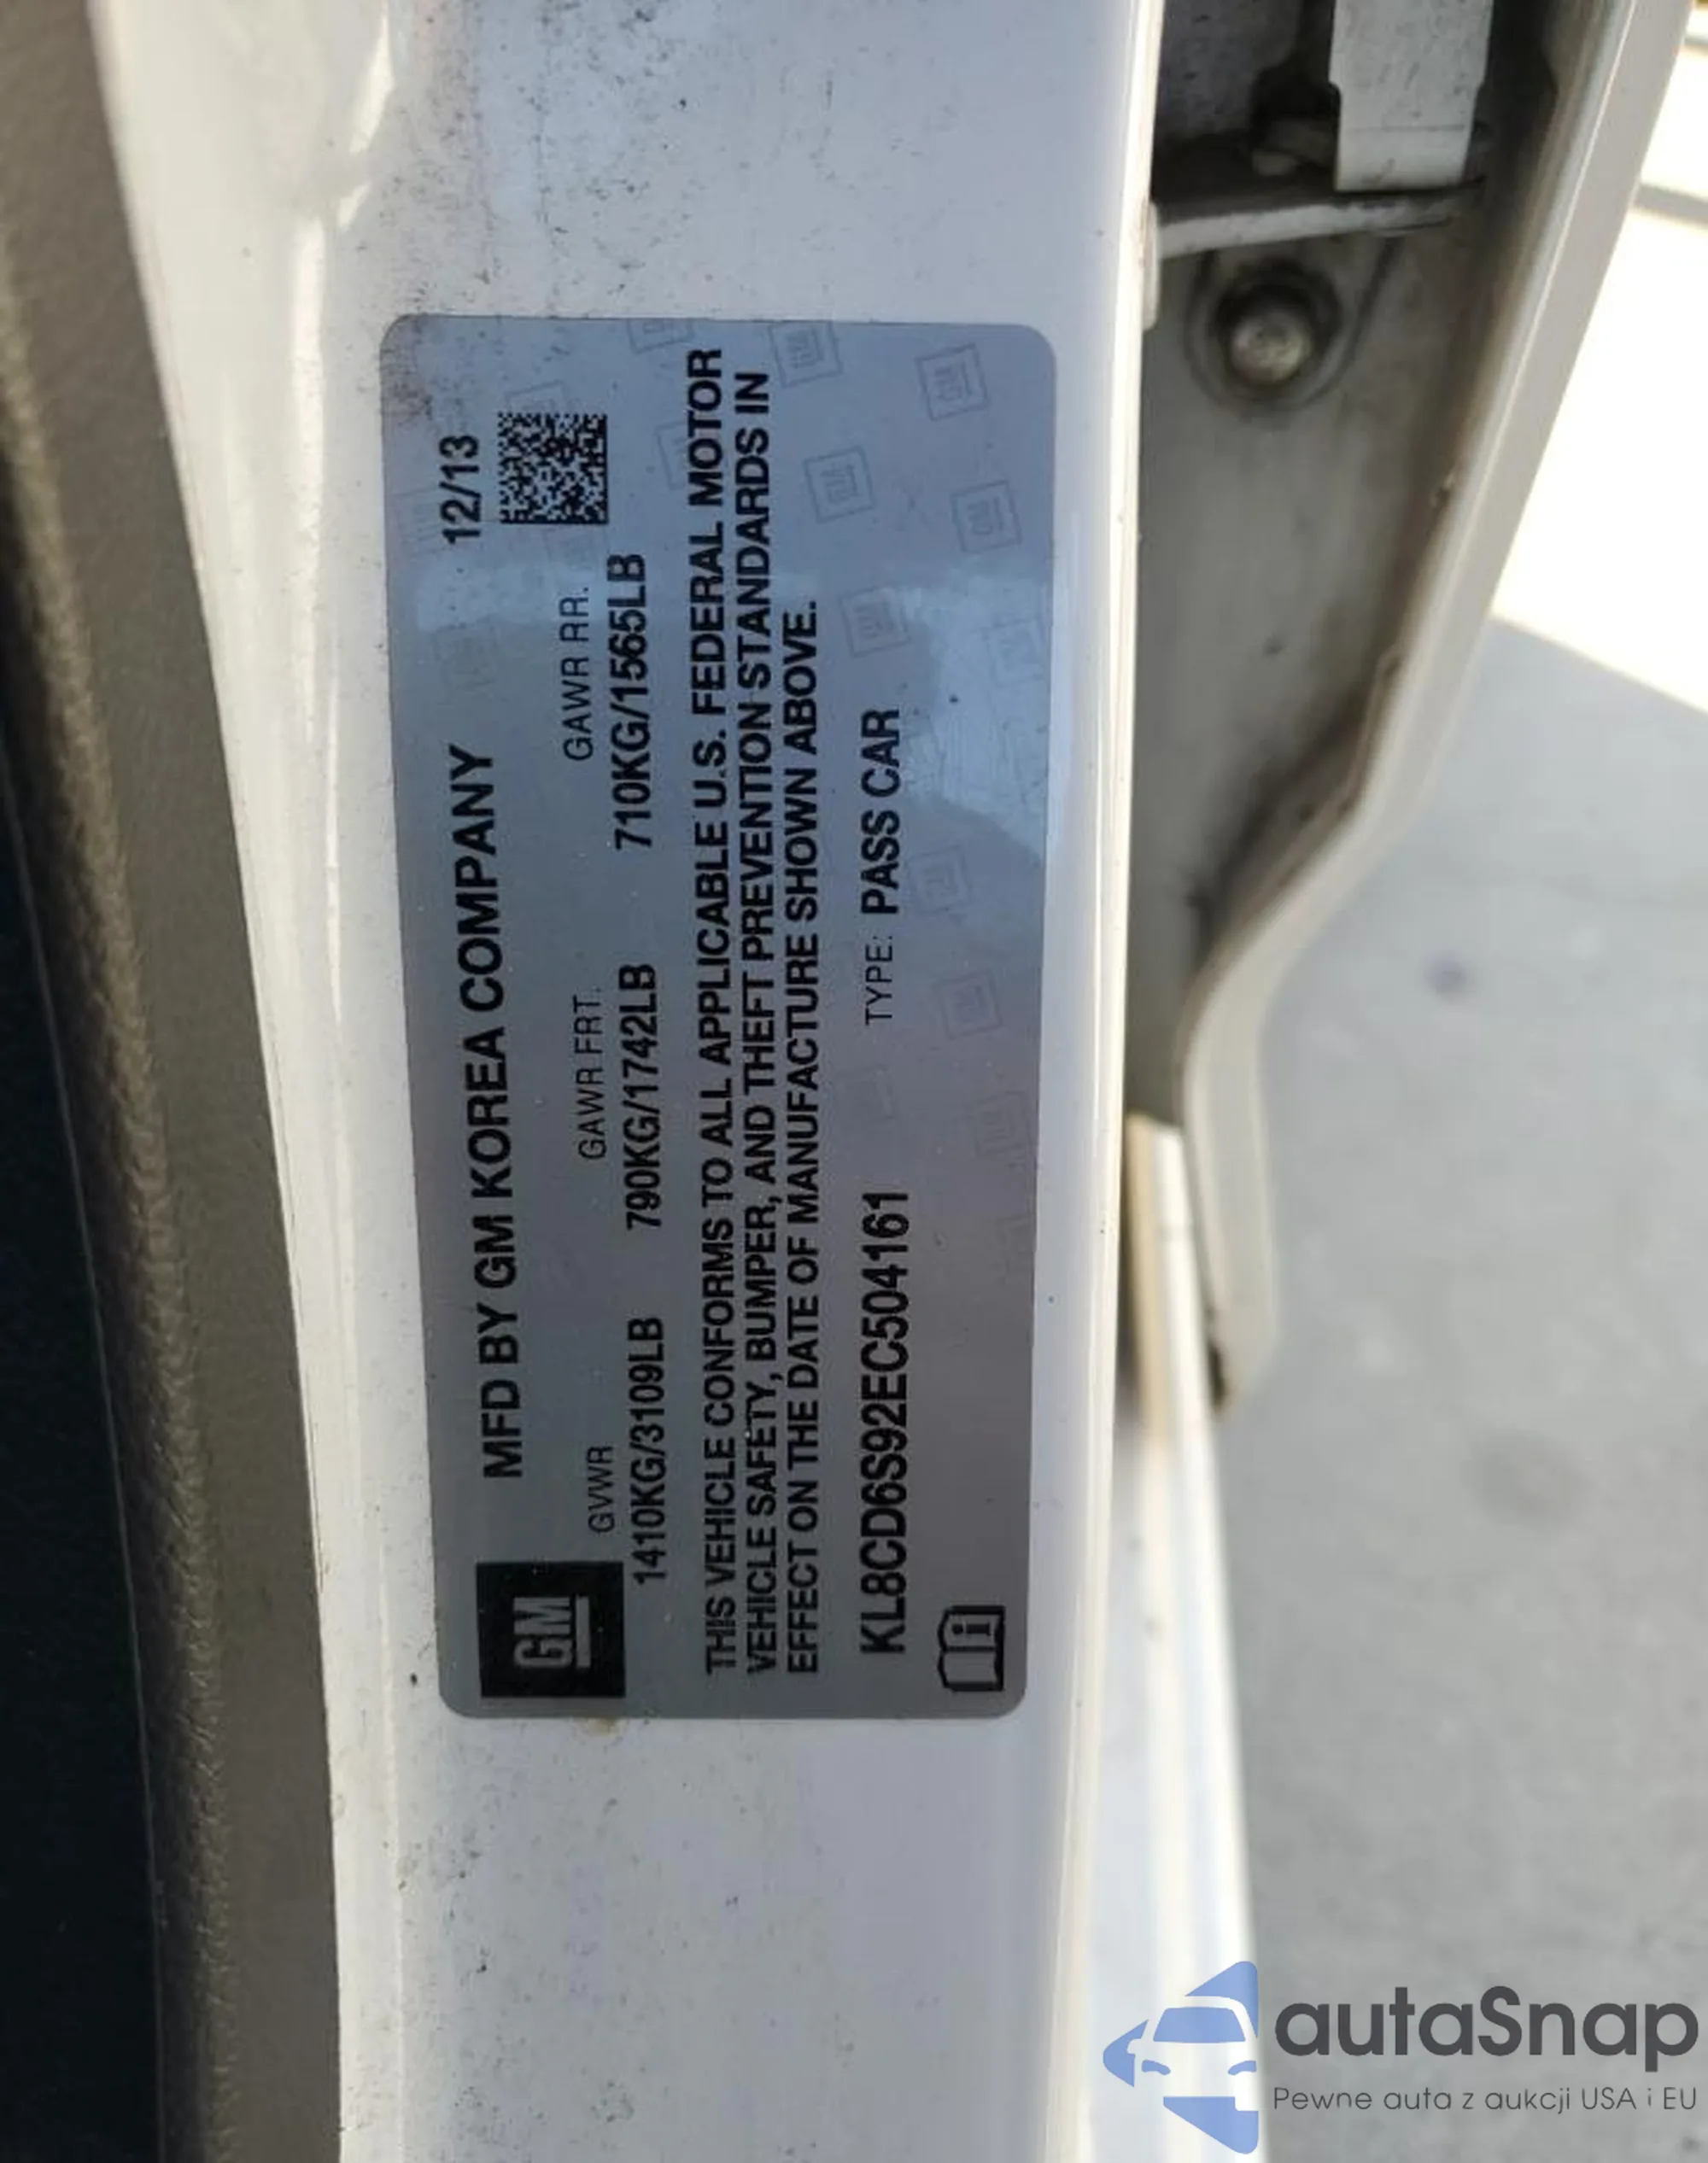 MFD BY GM KOREA COMPANY 12/13
GM
GVWR GAWR FRT. GAWR RR.
1410KG/3109LB 790KG/1742LB 710KG/1565LB
THIS VEHICLE CONFORMS TO ALL APPLICABLE U.S. FEDERAL MOTOR
VEHICLE SAFETY, BUMPER, AND THEFT PREVENTION STANDARDS IN
EFFECT ON THE DATE OF MANUFACTURE SHOWN ABOVE.
KL8CD6S92EC504161 TYPE: PASS CAR
autaSnap
Pewne auta z aukcji USA i EU